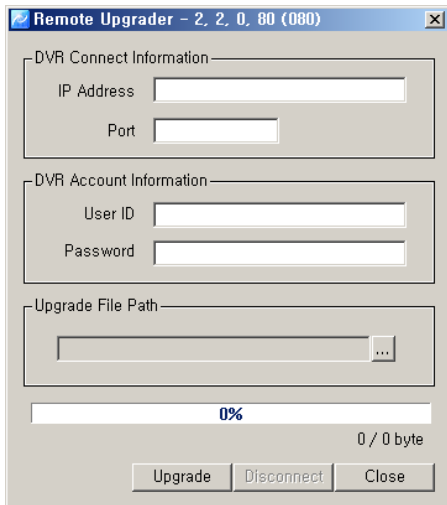 Remote Upgrader - 2, 2, 0, 80 (080)
DVR Connect Information
IP Address
Port
DVR Account Information
User ID
Password
Upgrade File Path
...
0%
0 / 0 byte
Upgrade Disconnect Close